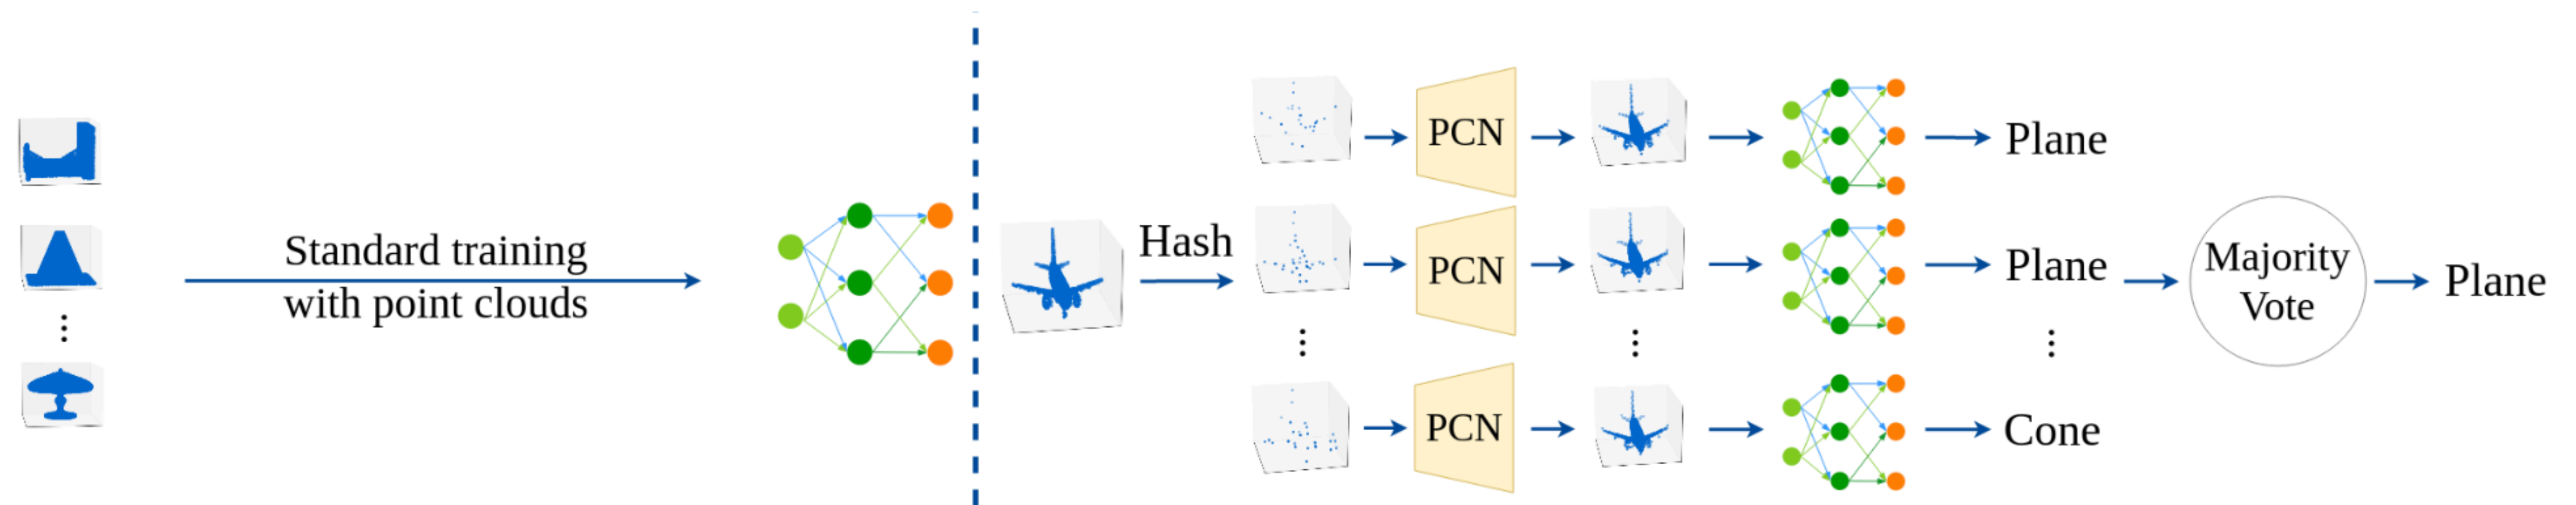 Standard training
with point clouds
⋮
Hash
PCN
Plane
PCN
Plane
⋮
⋮
⋮
PCN
Cone
Majority
Vote
Plane